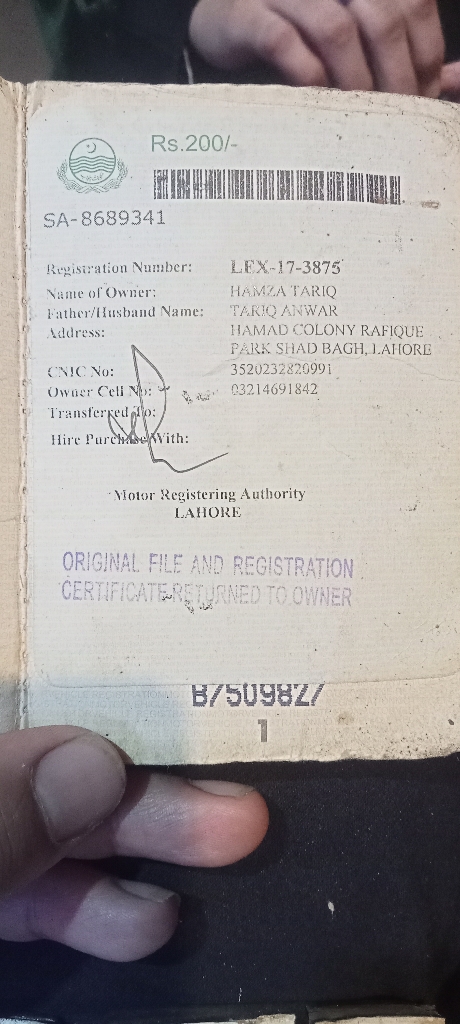 Rs.200/-
SA-8689341
Registration Number: LEX-17-3875
Name of Owner: HAMZA TARIQ
Father/Husband Name: TARIQ ANWAR
Address: HAMAD COLONY RAFIQUE
PARK SHAD BAGH, LAHORE
CNIC No: 3520232820991
Owner Cell No: 03214691842
Transferred To:
Hire Purchase With:
Motor Registering Authority
LAHORE
ORIGINAL FILE AND REGISTRATION
CERTIFICATE RETURNED TO OWNER
B7509827
1